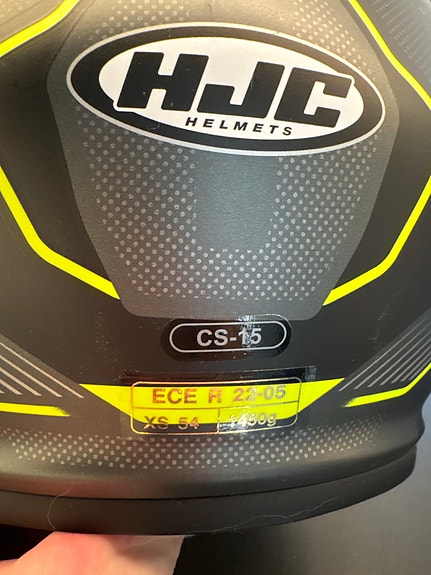 HJC
HELMETS
CS-15
ECE R 22-05
XS 54